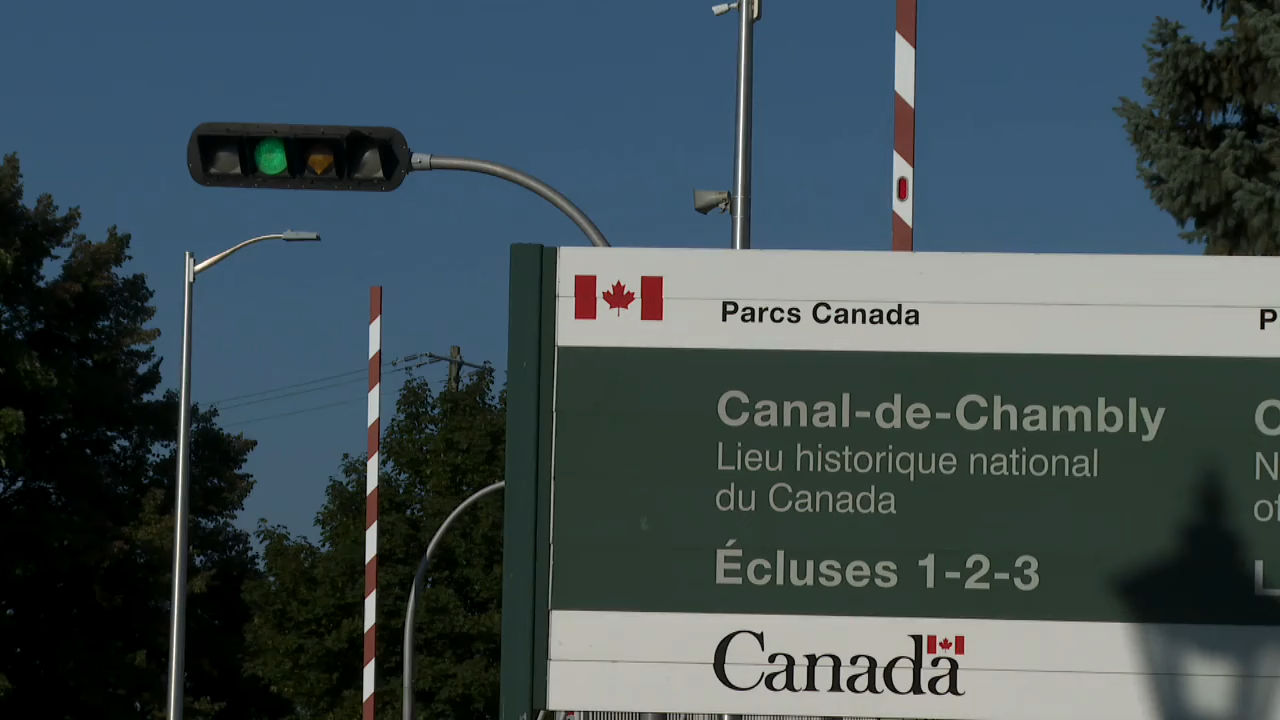 Parcs Canada
P
Canal-de-Chambly
Lieu historique national
du Canada
Écluses 1-2-3
Canada